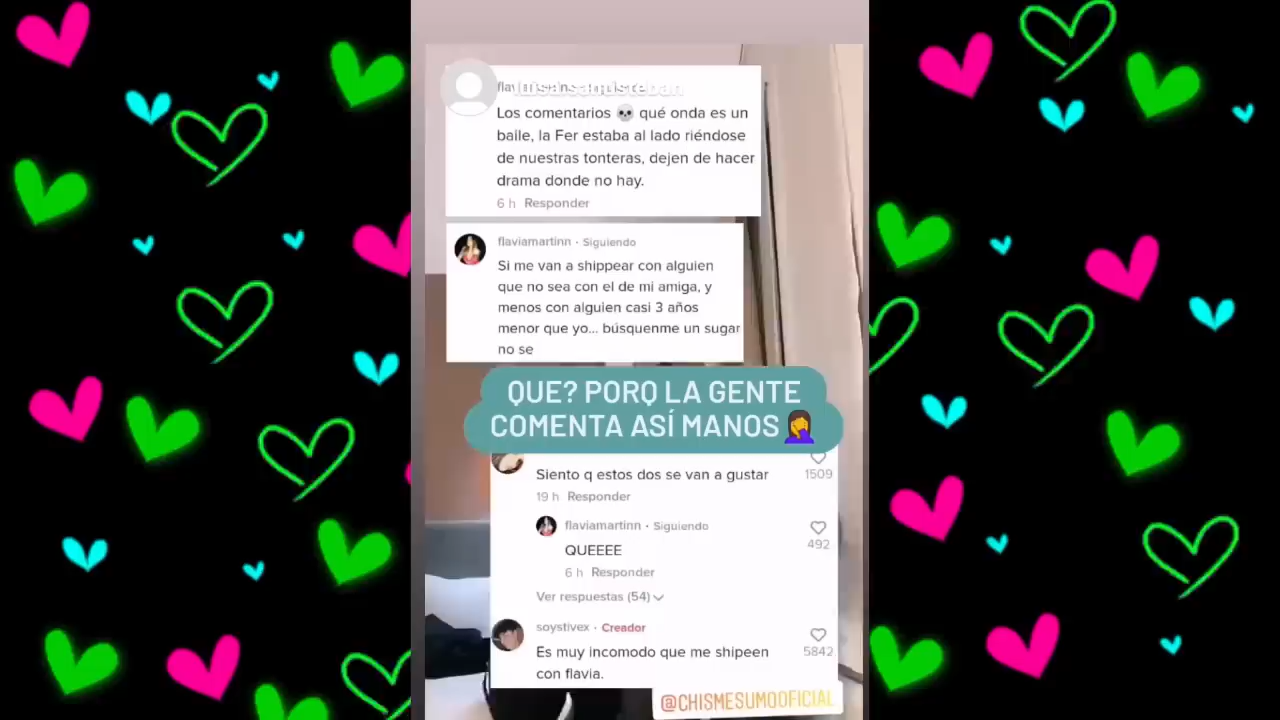 Los comentarios 💀 qué onda es un
baile, la Fer estaba al lado riéndose
de nuestras tonteras, dejen de hacer
drama donde no hay.
6 h Responder
flaviamartinn · Siguiendo
Si me van a shippear con alguien
que no sea con el de mi amiga, y
menos con alguien casi 3 años
menor que yo... búsquenme un sugar
no se
QUE? PORQ LA GENTE
COMENTA ASÍ MANOS 🤦‍♀️
Siento q estos dos se van a gustar
1509
19 h Responder
flaviamartinn · Siguiendo
QUEEEE
492
6 h Responder
Ver respuestas (54)
soystivex · Creador
Es muy incomodo que me shipeen
5842
con flavia.
@CHISMESUMOOFICIAL